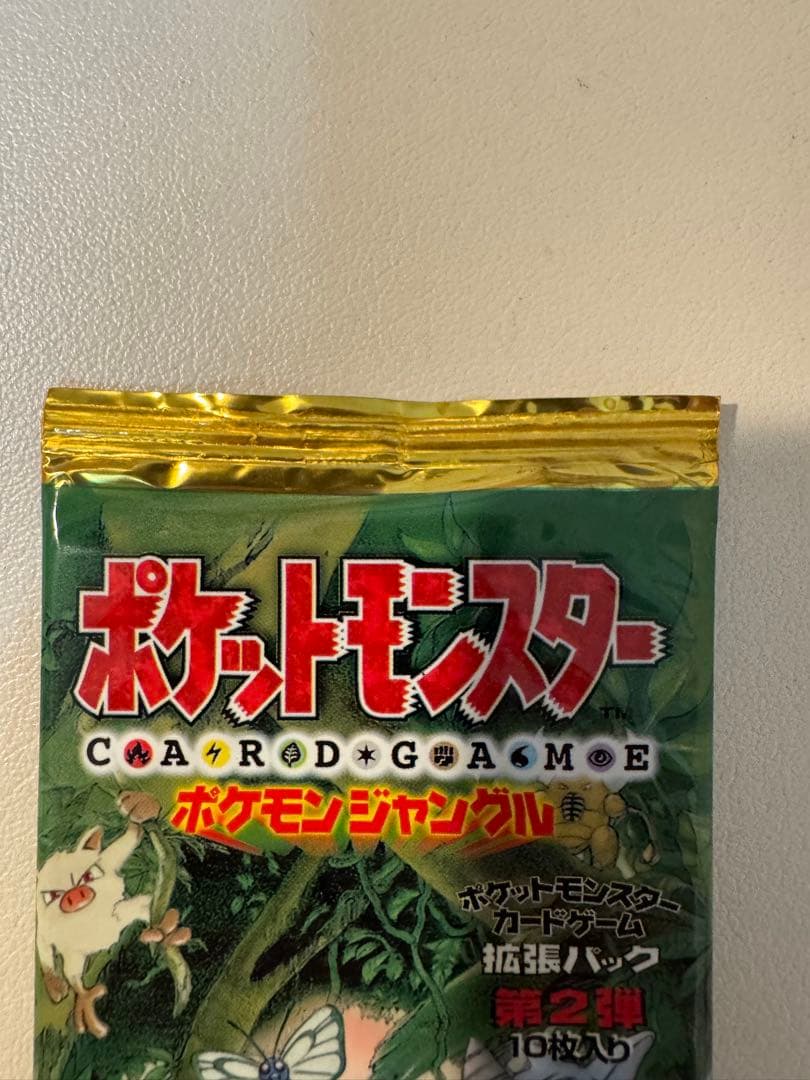 ポケットモンスター
TM
CARDGAME
ポケモンジャングル
ポケットモンスター
カードゲーム
拡張パック
第2弾
10枚入り